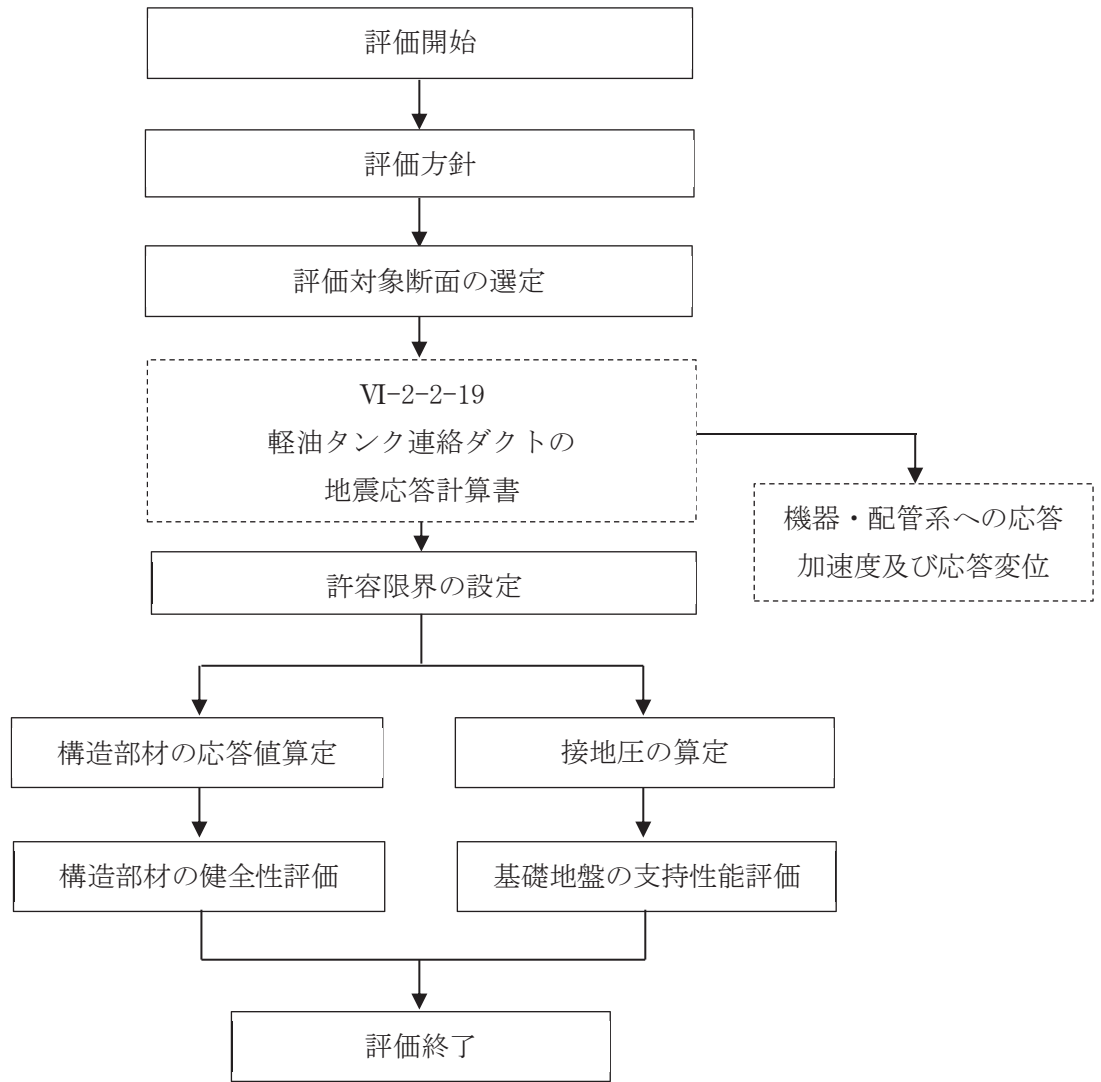 評価開始
評価方針
評価対象断面の選定
Ⅵ-2-2-19
軽油タンク連絡ダクトの
地震応答計算書
機器・配管系への応答
加速度及び応答変位
許容限界の設定
構造部材の応答値算定
接地圧の算定
構造部材の健全性評価
基礎地盤の支持性能評価
評価終了